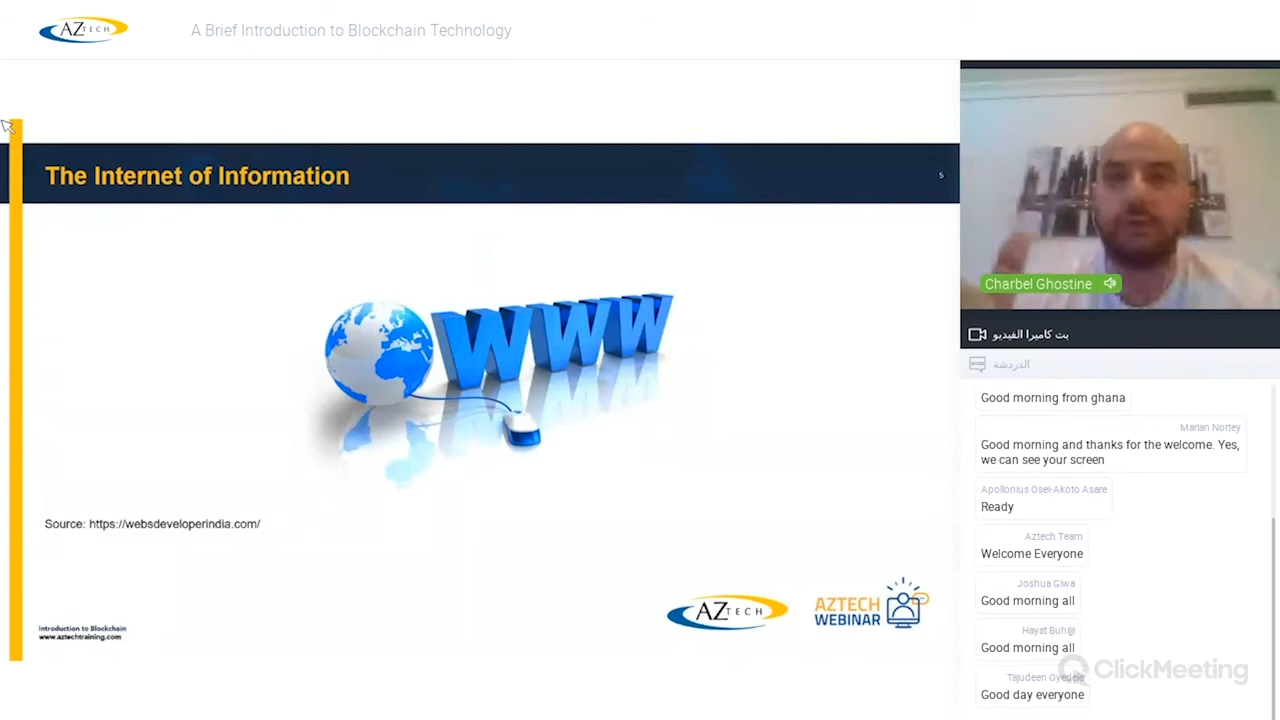 AZTECH
A Brief Introduction to Blockchain Technology
The Internet of Information
5
WWW
Source: https://websdeveloperindia.com/
Introduction to Blockchain
www.aztechtraining.com
AZTECH
AZTECH
WEBINAR
Charbel Ghostine
بث كاميرا الفيديو
الدردشة
Good morning from ghana
Marian Nortey
Good morning and thanks for the welcome. Yes,
we can see your screen
Apollonius Osei-Akoto Asare
Ready
Aztech Team
Welcome Everyone
Joshua Giwa
Good morning all
Hayat Buhijji
Good morning all
Tajudeen Oyedele
Good day everyone
ClickMeeting